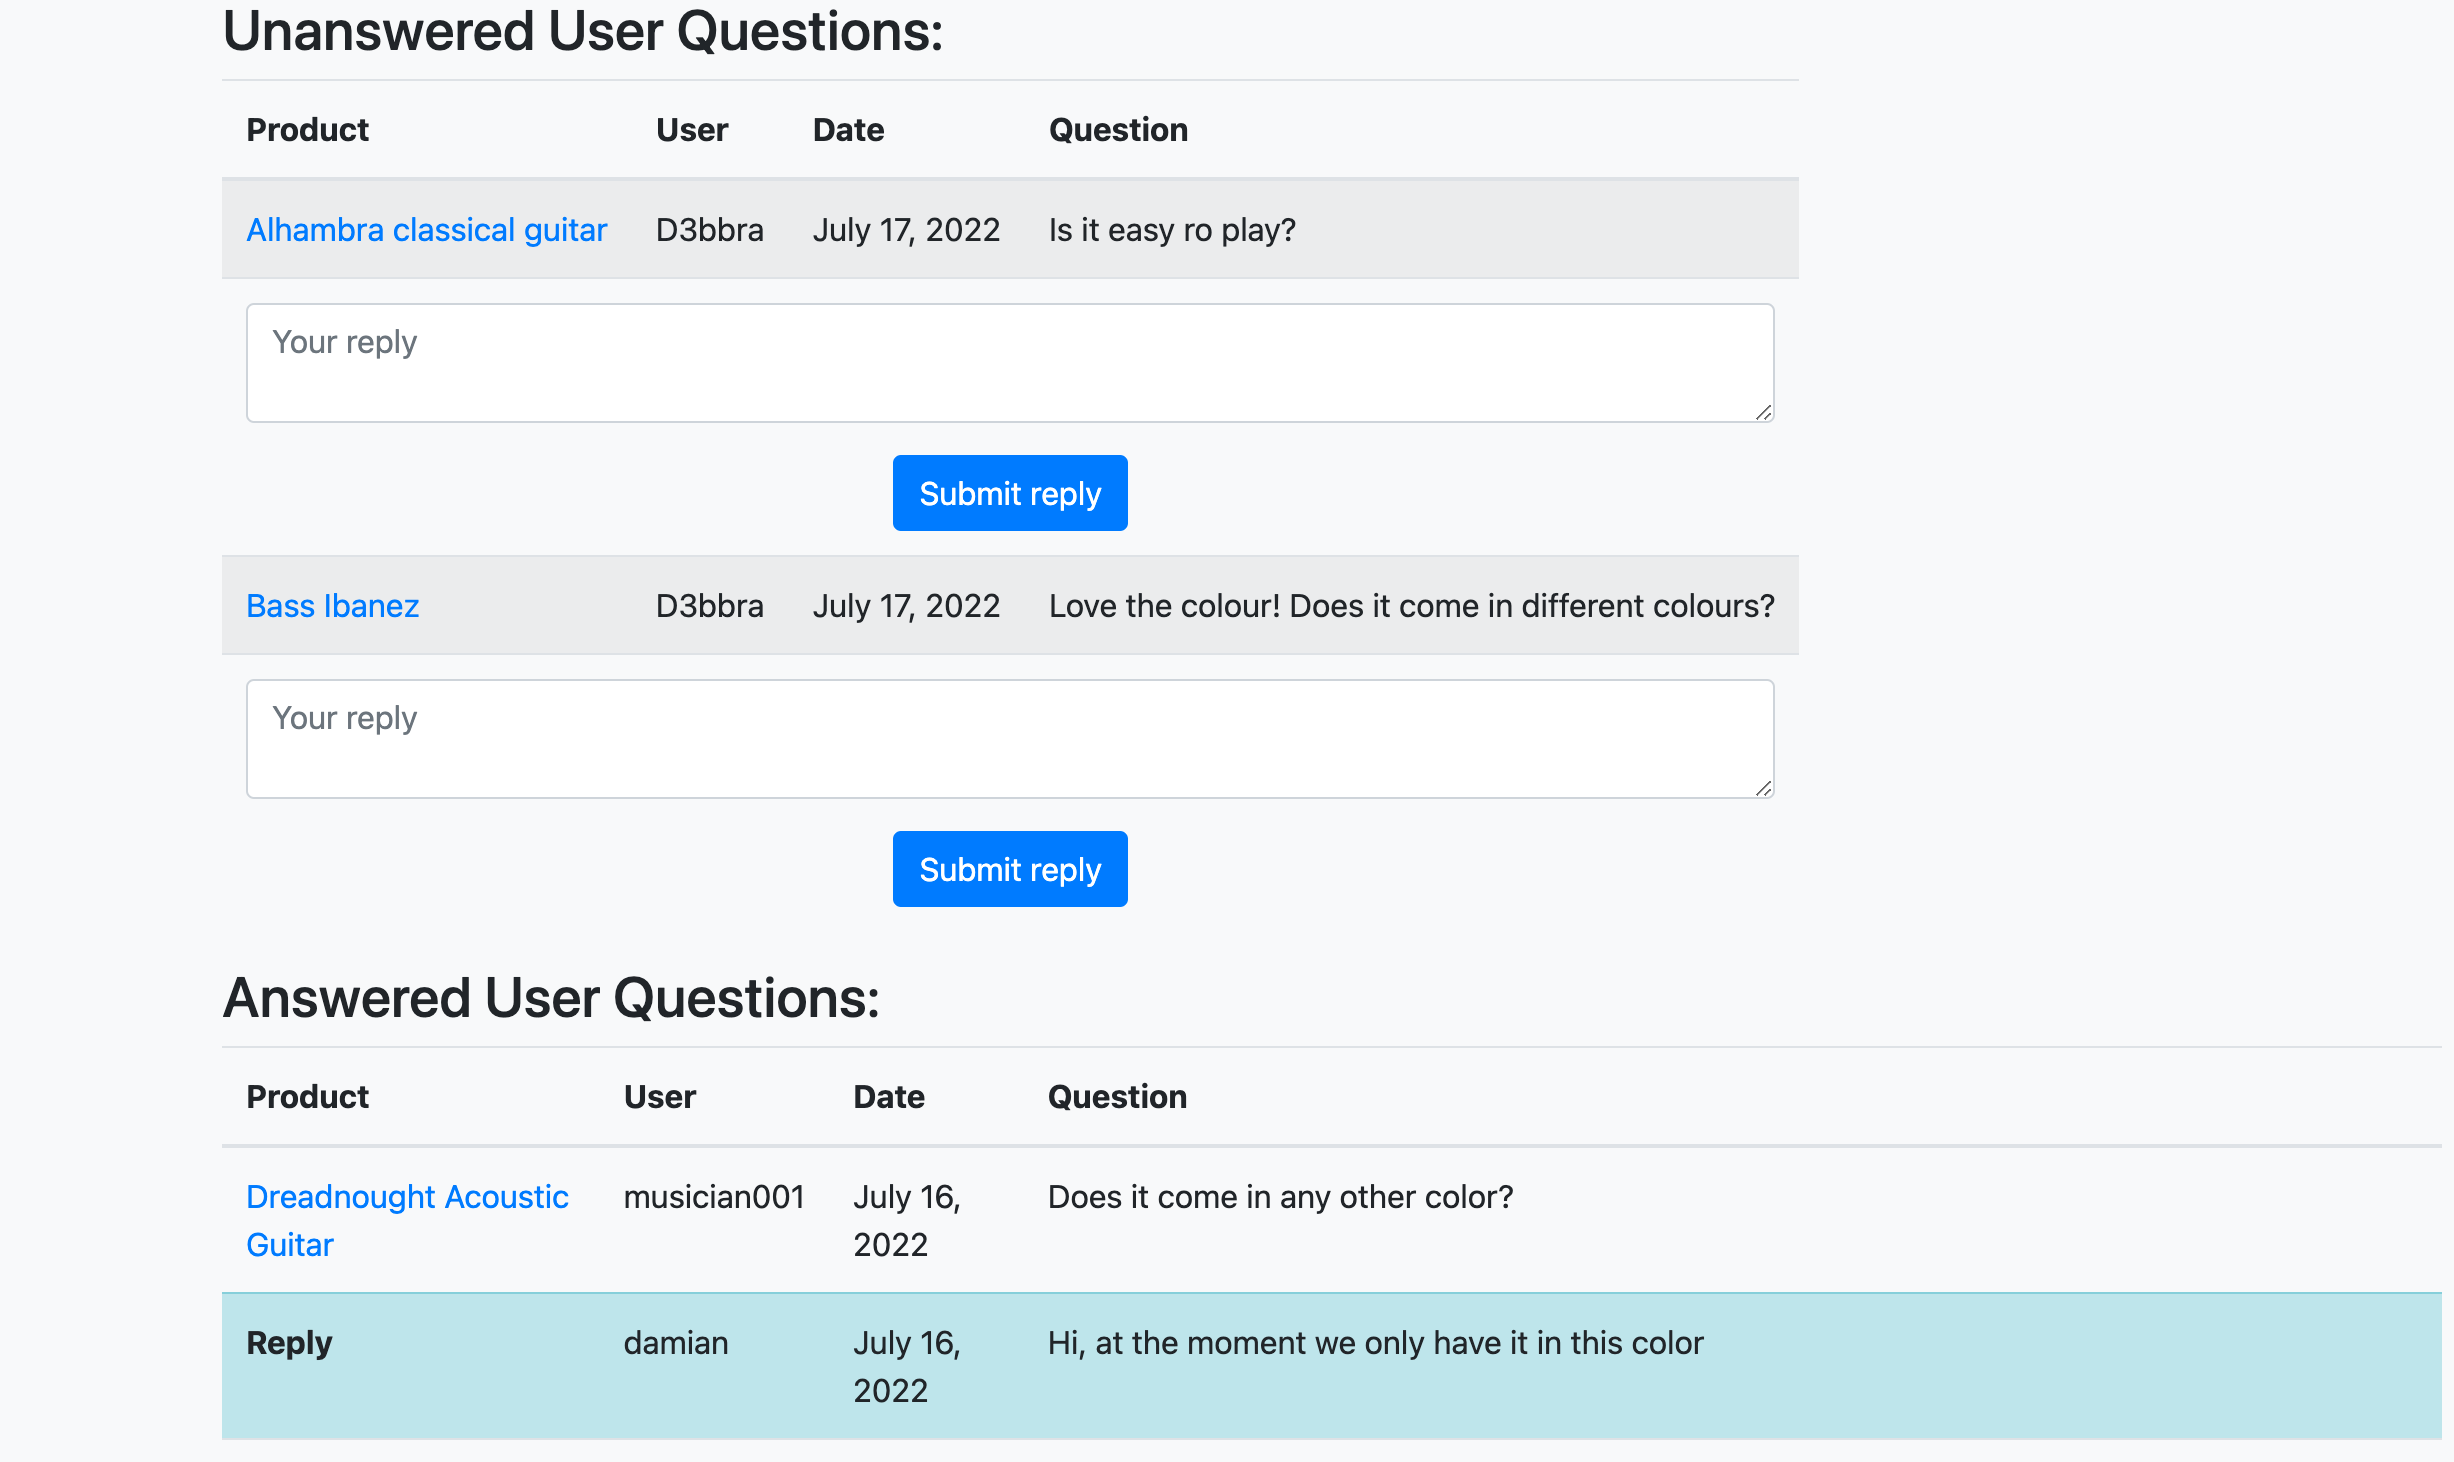 Unanswered User Questions:
Product User Date Question
Alhambra classical guitar D3bbra July 17, 2022 Is it easy ro play?
Your reply
Submit reply
Bass Ibanez D3bbra July 17, 2022 Love the colour! Does it come in different colours?
Your reply
Submit reply
Answered User Questions:
Product User Date Question
Dreadnought Acoustic musician001 July 16, Does it come in any other color?
Guitar 2022
Reply damian July 16, Hi, at the moment we only have it in this color
2022